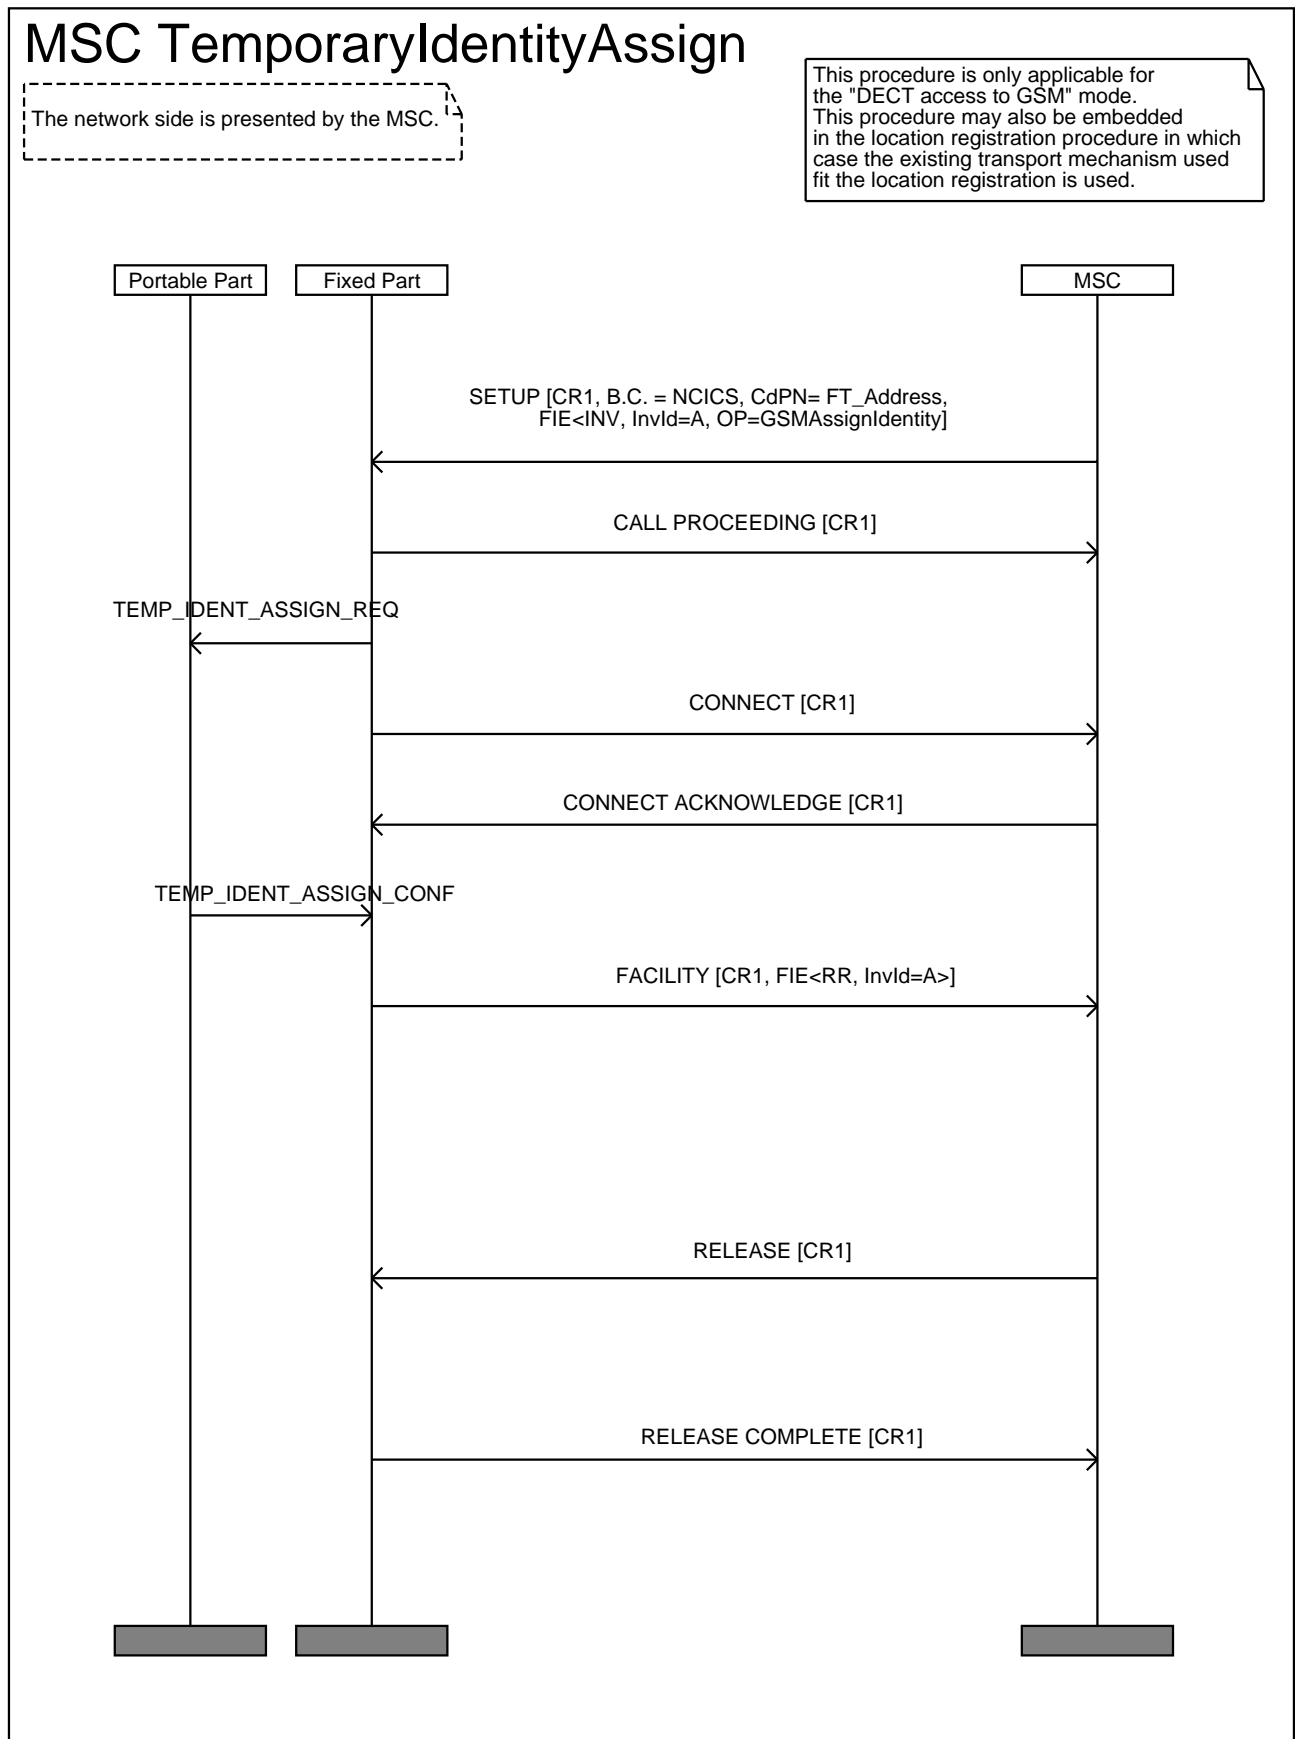 MSC TemporaryIdentityAssign
The network side is presented by the MSC.
This procedure is only applicable for
the "DECT access to GSM" mode.
This procedure may also be embedded
in the location registration procedure in which
case the existing transport mechanism used
fit the location registration is used.
Portable Part
Fixed Part
MSC
SETUP [CR1, B.C. = NCICS, CdPN= FT_Address,
FIE<INV, InvId=A, OP=GSMAssignIdentity]
CALL PROCEEDING [CR1]
TEMP_IDENT_ASSIGN_REQ
CONNECT [CR1]
CONNECT ACKNOWLEDGE [CR1]
TEMP_IDENT_ASSIGN_CONF
FACILITY [CR1, FIE<RR, InvId=A>]
RELEASE [CR1]
RELEASE COMPLETE [CR1]